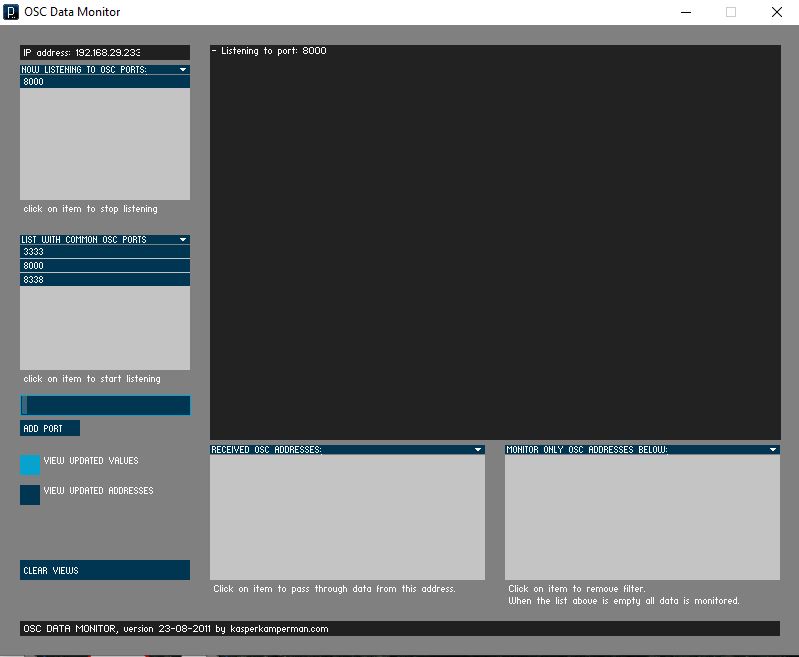 OSC Data Monitor
IP address: 192.168.29.233
NOW LISTENING TO OSC PORTS:
8000
click on item to stop listening
LIST WITH COMMON OSC PORTS
3333
8000
8338
click on item to start listening
ADD PORT
VIEW UPDATED VALUES
VIEW UPDATED ADDRESSES
CLEAR VIEWS
- Listening to port: 8000
RECEIVED OSC ADDRESSES:
Click on item to pass through data from this address.
MONITOR ONLY OSC ADDRESSES BELOW:
Click on item to remove filter.
When the list above is empty all data is monitored.
OSC DATA MONITOR, version 23-08-2011 by kasperkamperman.com